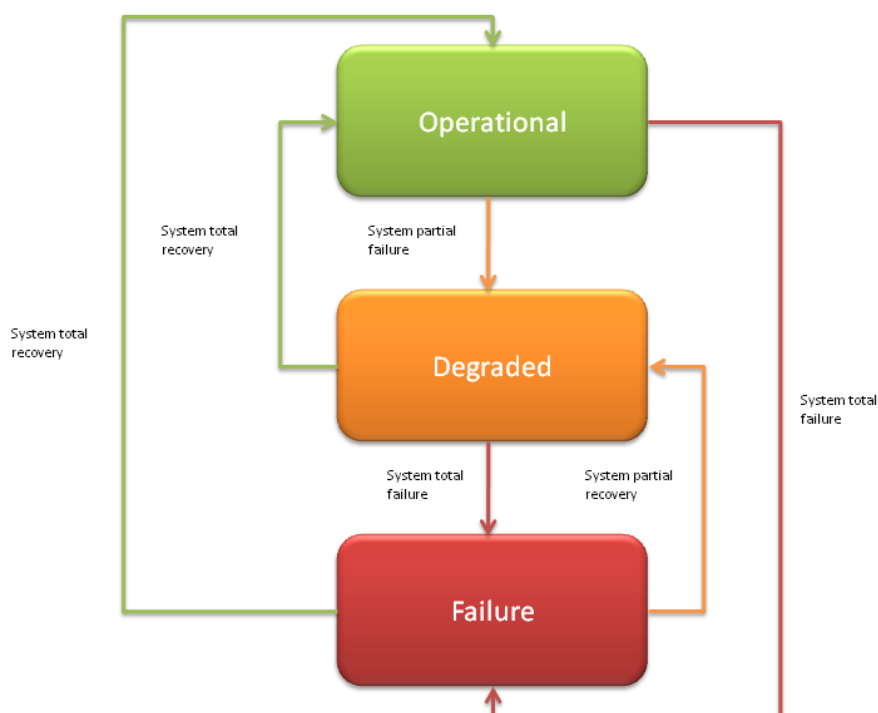 Operational
System total
recovery
System partial
failure
System total
recovery
Degraded
System total
failure
System total
failure
System partial
recovery
Failure